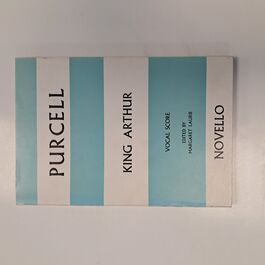 PURCELL
KING ARTHUR
VOCAL SCORE
EDITED BY
MARGARET LAURIE
NOVELLO